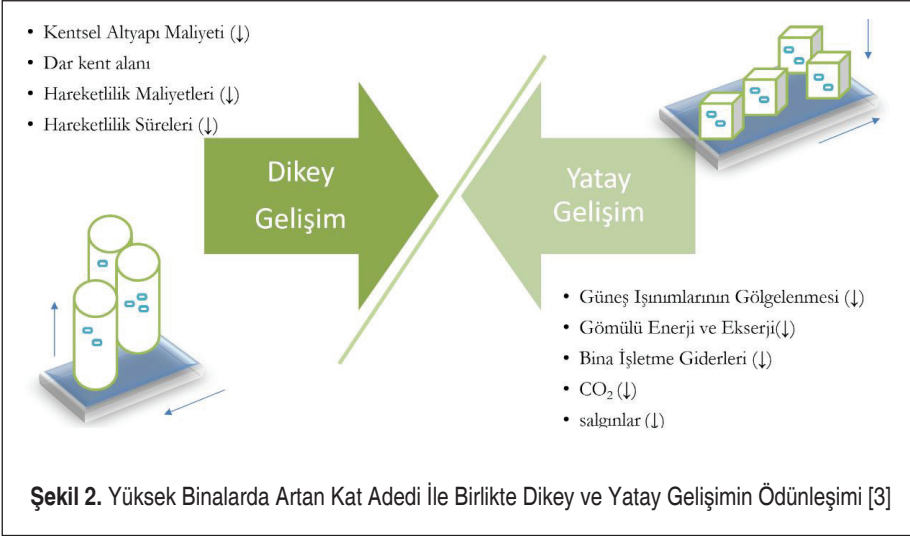 • Kentsel Altyapı Maliyeti (↓)
• Dar kent alanı
• Hareketlilik Maliyetleri (↓)
• Hareketlilik Süreleri (↓)
Dikey
Gelişim
Yatay
Gelişim
• Güneş Işınımlarının Gölgelenmesi (↓)
• Gömülü Enerji ve Ekserji(↓)
• Bina İşletme Giderleri (↓)
• CO₂ (↓)
• salgınlar (↓)
Şekil 2. Yüksek Binalarda Artan Kat Adedi İle Birlikte Dikey ve Yatay Gelişimin Ödünleşimi [3]